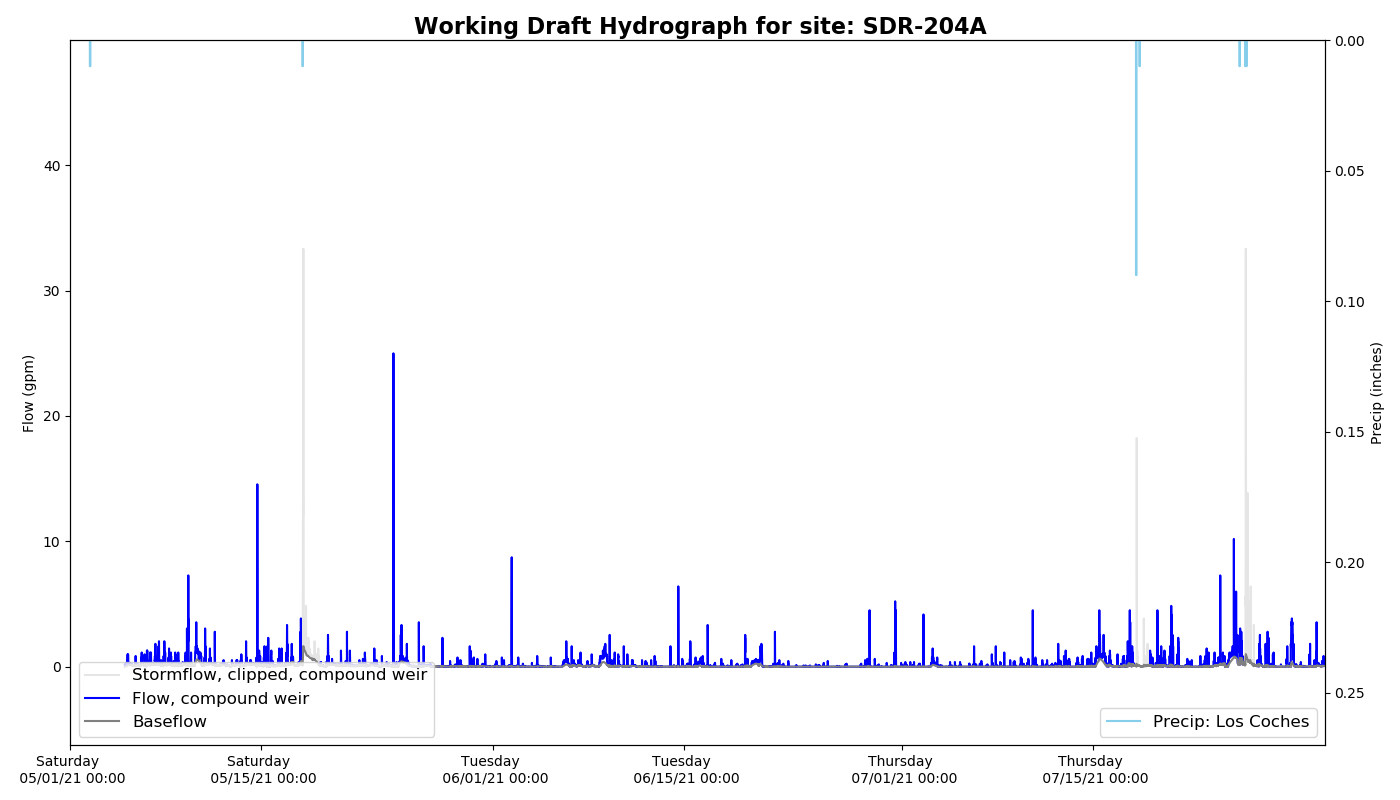 Working Draft Hydrograph for site: SDR-204A
Flow (gpm)
40
30
20
10
0
0.00
0.05
0.10
0.15
0.20
0.25
Precip (inches)
Stormflow, clipped, compound weir
Flow, compound weir
Baseflow
Precip: Los Coches
Saturday
05/01/21 00:00
Saturday
05/15/21 00:00
Tuesday
06/01/21 00:00
Tuesday
06/15/21 00:00
Thursday
07/01/21 00:00
Thursday
07/15/21 00:00